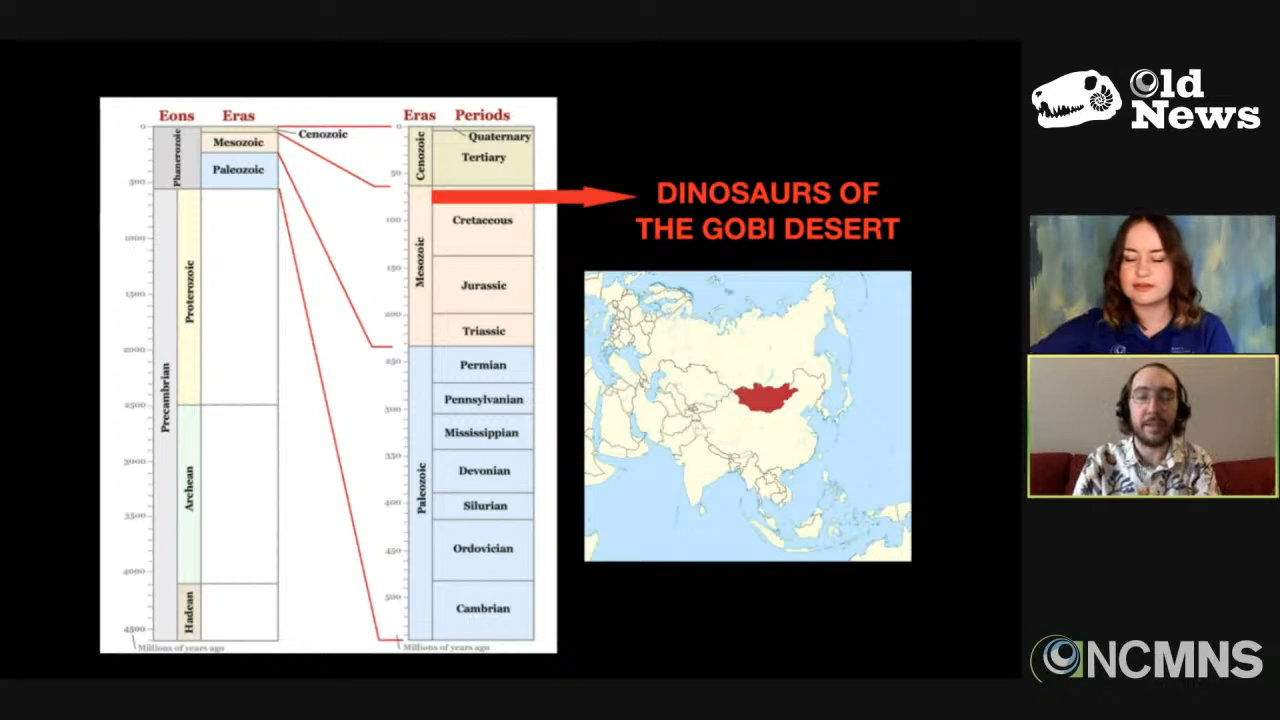 Eons Eras
Eras Periods
0
500
1000
1500
2000
2500
3000
3500
4000
4500
Phanerozoic
Precambrian
Proterozoic
Archean
Hadean
Cenozoic
Mesozoic
Paleozoic
Millions of years ago
0
50
100
150
200
250
300
350
400
450
500
Cenozoic
Mesozoic
Paleozoic
Quaternary
Tertiary
Cretaceous
Jurassic
Triassic
Permian
Pennsylvanian
Mississippian
Devonian
Silurian
Ordovician
Cambrian
Millions of years ago
DINOSAURS OF
THE GOBI DESERT
Old
News
NCMNS